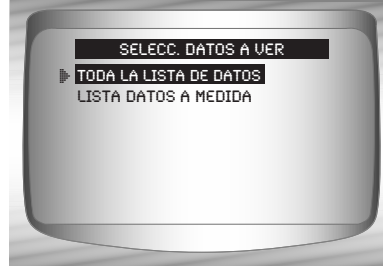 SELECC. DATOS A VER
TODA LA LISTA DE DATOS
LISTA DATOS A MEDIDA